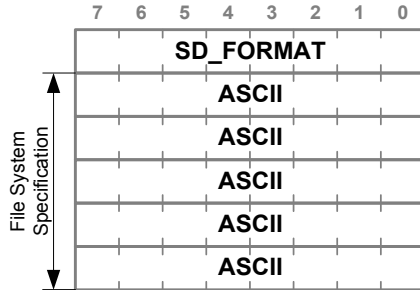 7 6 5 4 3 2 1 0
SD_FORMAT
ASCII
ASCII
ASCII
ASCII
ASCII
File System
Specification